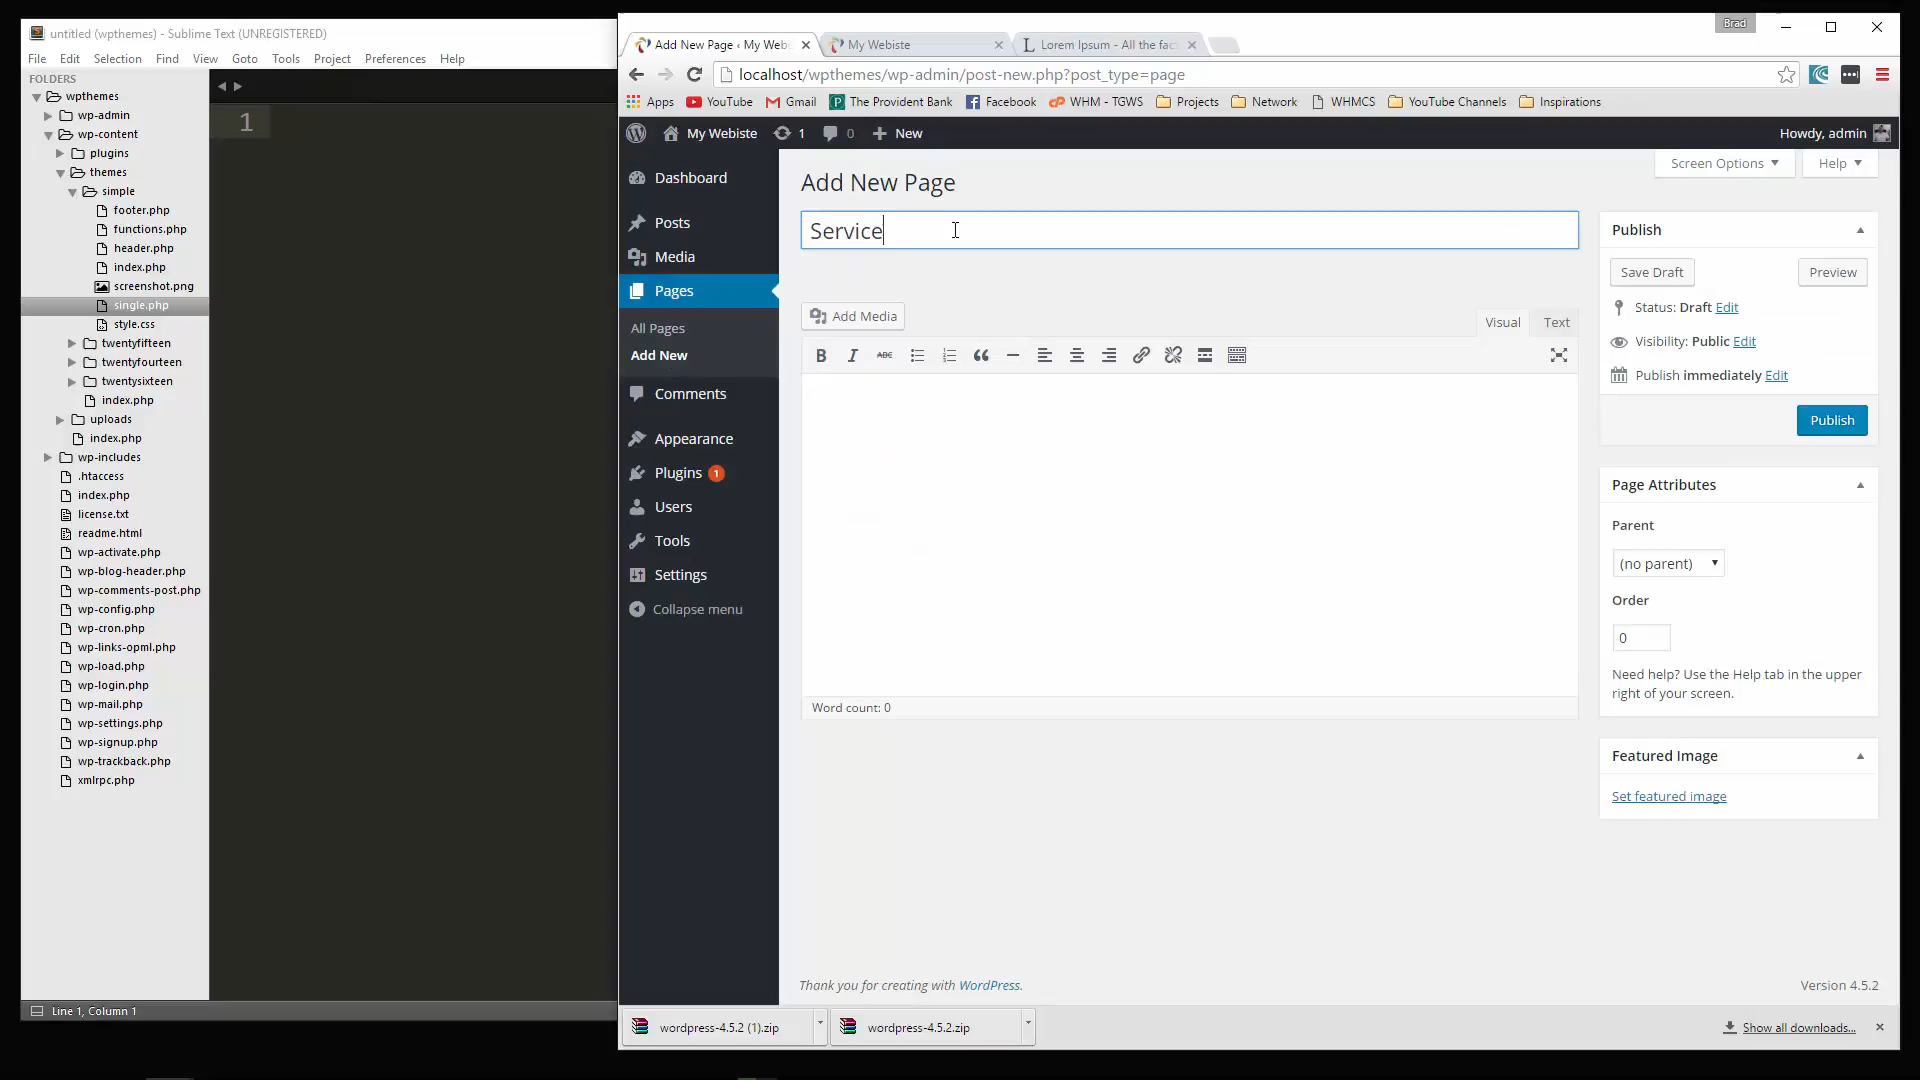 untitled (wpthemes) - Sublime Text (UNREGISTERED)
File Edit Selection Find View Goto Tools Project Preferences Help
FOLDERS
wpthemes
wp-admin
wp-content
plugins
themes
simple
footer.php
functions.php
header.php
index.php
screenshot.png
single.php
style.css
twentyfifteen
twentyfourteen
twentysixteen
index.php
uploads
index.php
wp-includes
.htaccess
index.php
license.txt
readme.html
wp-activate.php
wp-blog-header.php
wp-comments-post.php
wp-config.php
wp-cron.php
wp-links-opml.php
wp-load.php
wp-login.php
wp-mail.php
wp-settings.php
wp-signup.php
wp-trackback.php
xmlrpc.php
1
Line 1, Column 1
Brad
Add New Page ‹ My Web
My Webiste
Lorem Ipsum - All the fac
localhost/wpthemes/wp-admin/post-new.php?post_type=page
Apps YouTube Gmail The Provident Bank Facebook WHM - TGWS Projects Network WHMCS YouTube Channels Inspirations
My Webiste 1 0 New
Howdy, admin
Dashboard
Posts
Media
Pages
All Pages
Add New
Comments
Appearance
Plugins 1
Users
Tools
Settings
Collapse menu
Screen Options Help
Add New Page
Service
Add Media
Visual Text
B I ABC
Word count: 0
Publish
Save Draft Preview
Status: Draft Edit
Visibility: Public Edit
Publish immediately Edit
Publish
Page Attributes
Parent
(no parent)
Order
0
Need help? Use the Help tab in the upper
right of your screen.
Featured Image
Set featured image
Thank you for creating with WordPress.
Version 4.5.2
wordpress-4.5.2 (1).zip
wordpress-4.5.2.zip
Show all downloads...